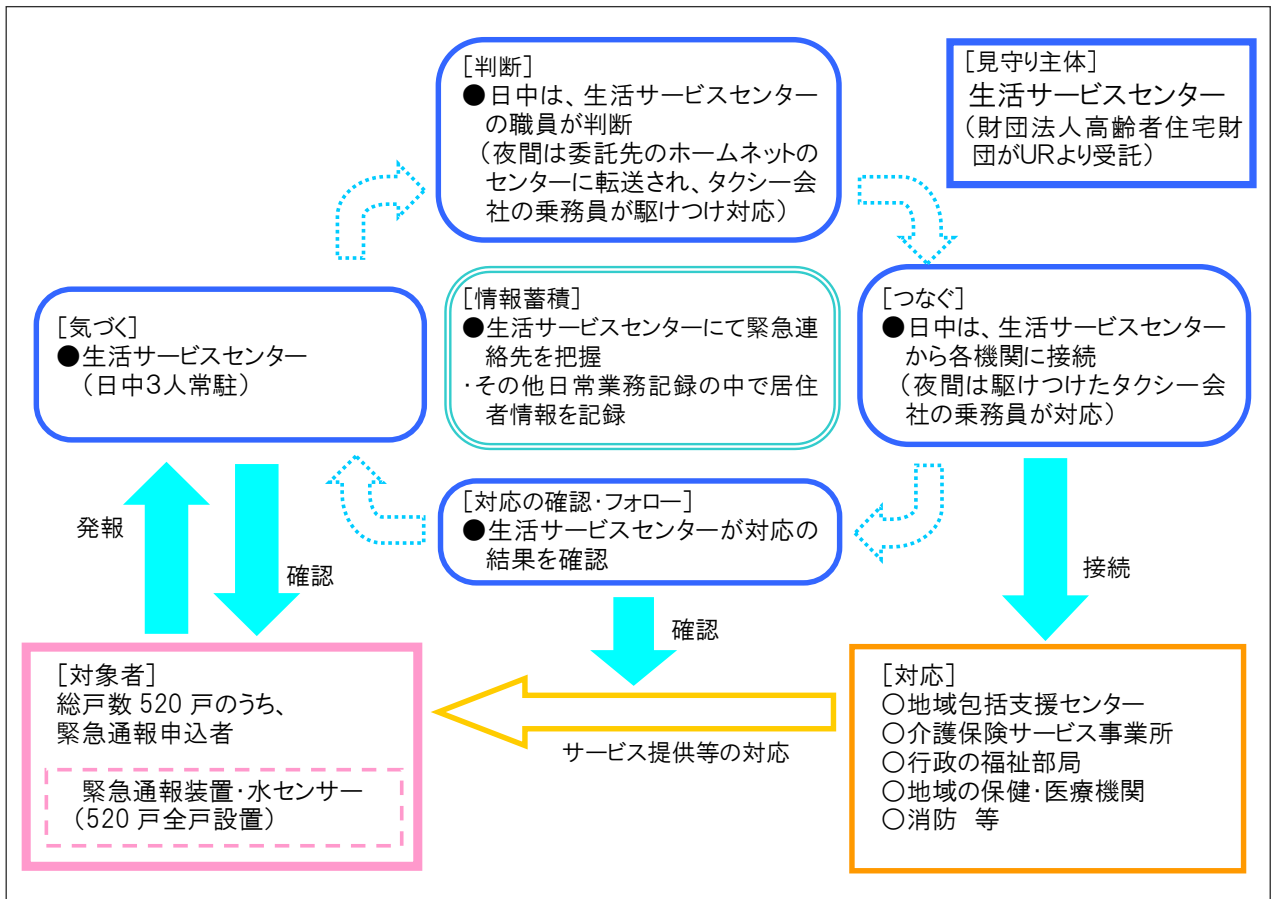 [判断]
●日中は、生活サービスセンター
の職員が判断
（夜間は委託先のホームネットの
センターに転送され、タクシー会
社の乗務員が駆けつけ対応）
[見守り主体]
生活サービスセンター
（財団法人高齢者住宅財
団がURより受託）
[気づく]
●生活サービスセンター
（日中3人常駐）
[情報蓄積]
●生活サービスセンターにて緊急連
絡先を把握
・その他日常業務記録の中で居住
者情報を記録
[つなぐ]
●日中は、生活サービスセンター
から各機関に接続
（夜間は駆けつけたタクシー会
社の乗務員が対応）
発報
確認
[対応の確認・フォロー]
●生活サービスセンターが対応の
結果を確認
確認
接続
[対象者]
総戸数 520 戸のうち、
緊急通報申込者
緊急通報装置・水センサー
（520 戸全戸設置）
サービス提供等の対応
[対応]
○地域包括支援センター
○介護保険サービス事業所
○行政の福祉部局
○地域の保健・医療機関
○消防　等